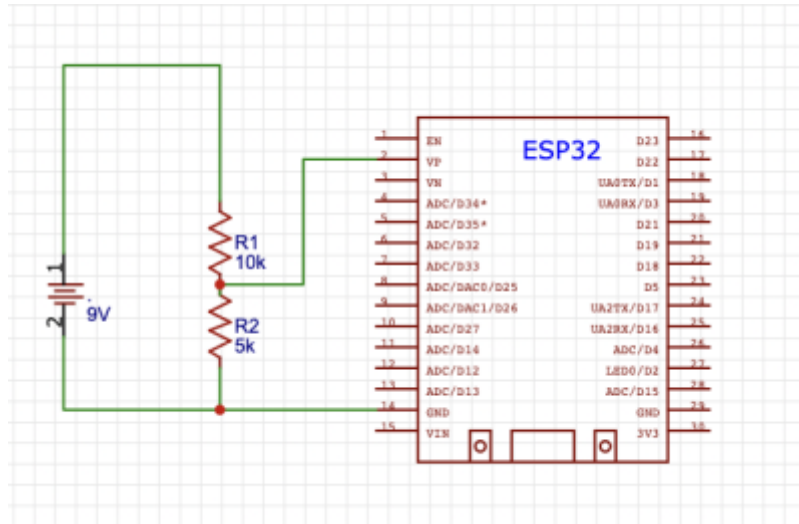 ESP32
1
EN
2
VP
3
VN
4
ADC/D34*
5
ADC/D35*
6
ADC/D32
7
ADC/D33
8
ADC/DAC0/D25
9
ADC/DAC1/D26
10
ADC/D27
11
ADC/D14
12
ADC/D12
13
ADC/D13
14
GND
15
VIN
D23
16
D22
17
UA0TX/D1
18
UA0RX/D3
19
D21
20
D19
21
D18
22
D5
23
UA2TX/D17
24
UA2RX/D16
25
ADC/D4
26
LED0/D2
27
ADC/D15
28
GND
29
3V3
30
R1
10k
R2
5k
1
2
9V